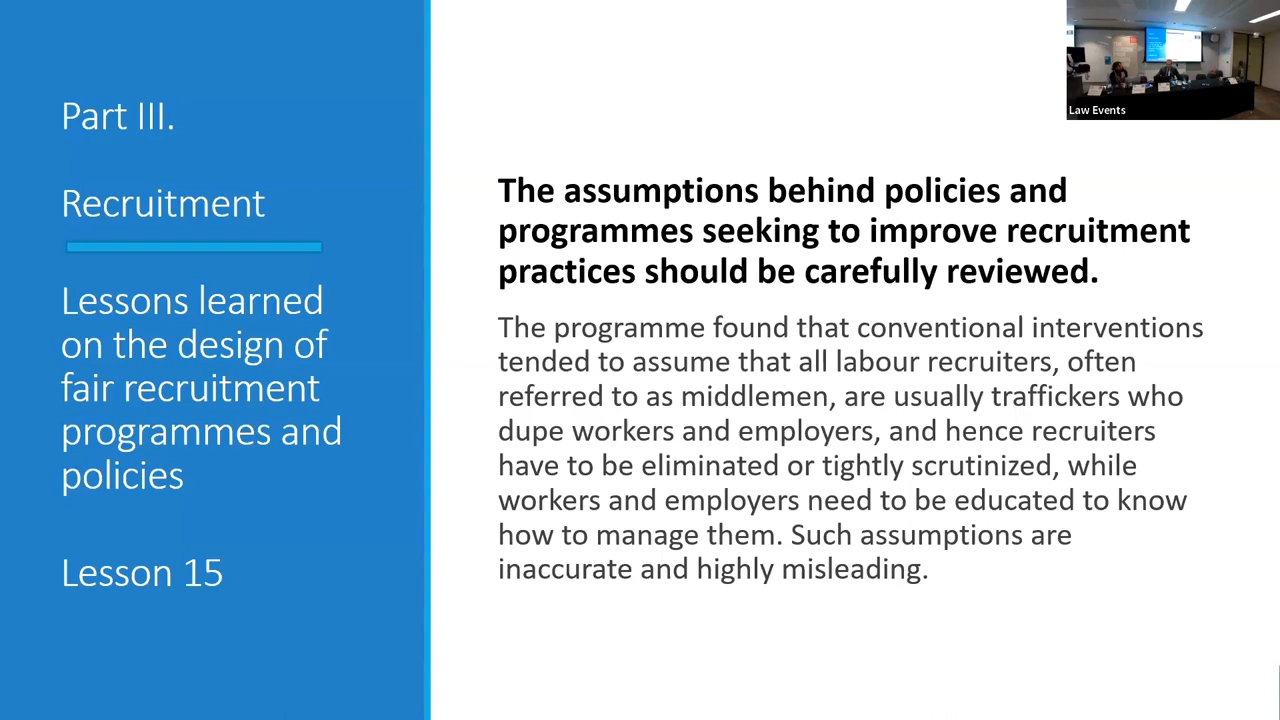 Part III.
Recruitment
Lessons learned
on the design of
fair recruitment
programmes and
policies
Lesson 15
The assumptions behind policies and
programmes seeking to improve recruitment
practices should be carefully reviewed.
The programme found that conventional interventions
tended to assume that all labour recruiters, often
referred to as middlemen, are usually traffickers who
dupe workers and employers, and hence recruiters
have to be eliminated or tightly scrutinized, while
workers and employers need to be educated to know
how to manage them. Such assumptions are
inaccurate and highly misleading.
Law Events